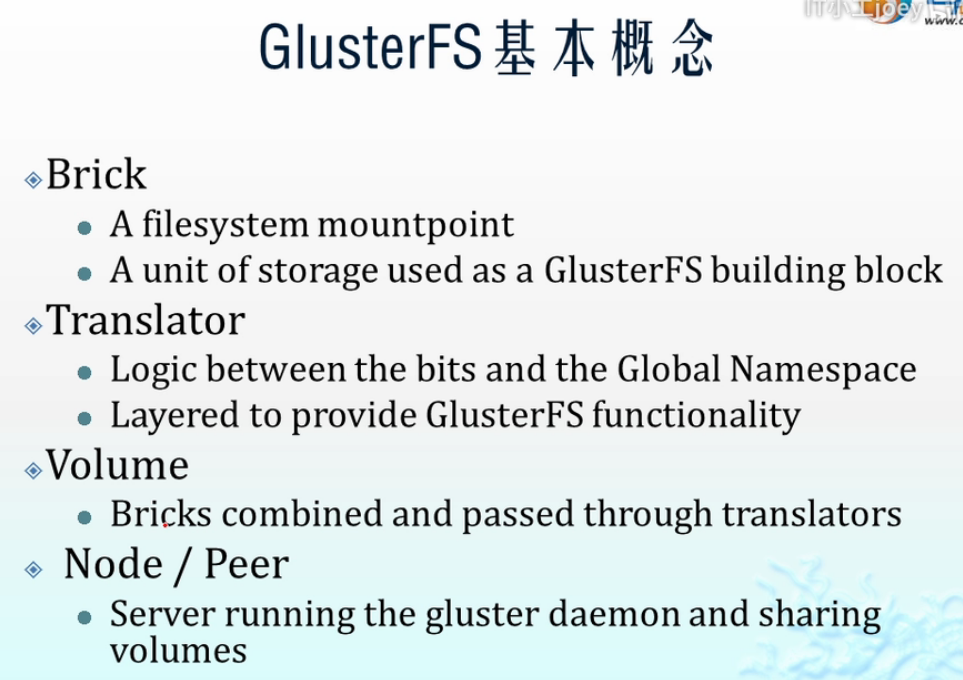 GlusterFS基本概念
Brick
A filesystem mountpoint
A unit of storage used as a GlusterFS building block
Translator
Logic between the bits and the Global Namespace
Layered to provide GlusterFS functionality
Volume
Bricks combined and passed through translators
Node / Peer
Server running the gluster daemon and sharing
volumes